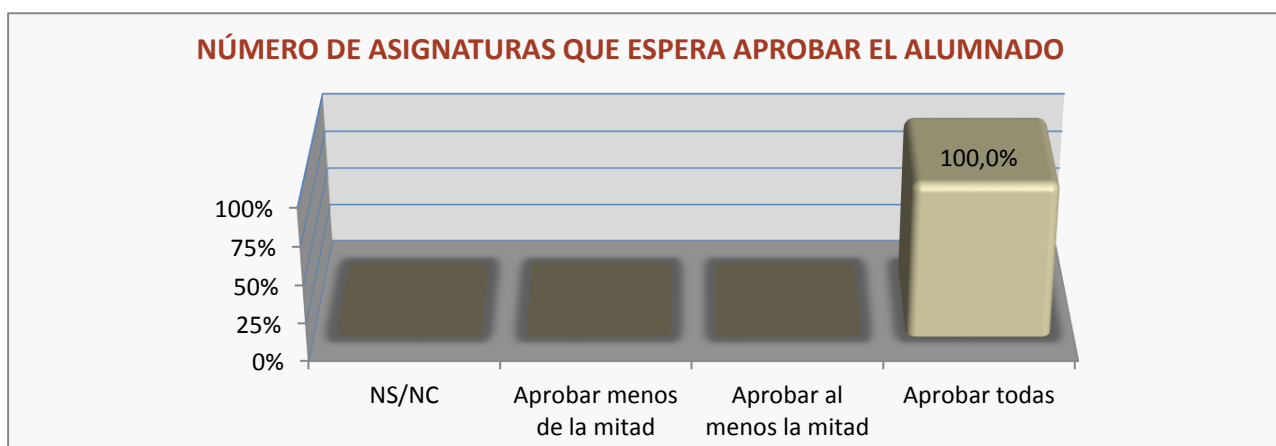 NÚMERO DE ASIGNATURAS QUE ESPERA APROBAR EL ALUMNADO
100,0%
100%
75%
50%
25%
0%
NS/NC
Aprobar menos
de la mitad
Aprobar al
menos la mitad
Aprobar todas